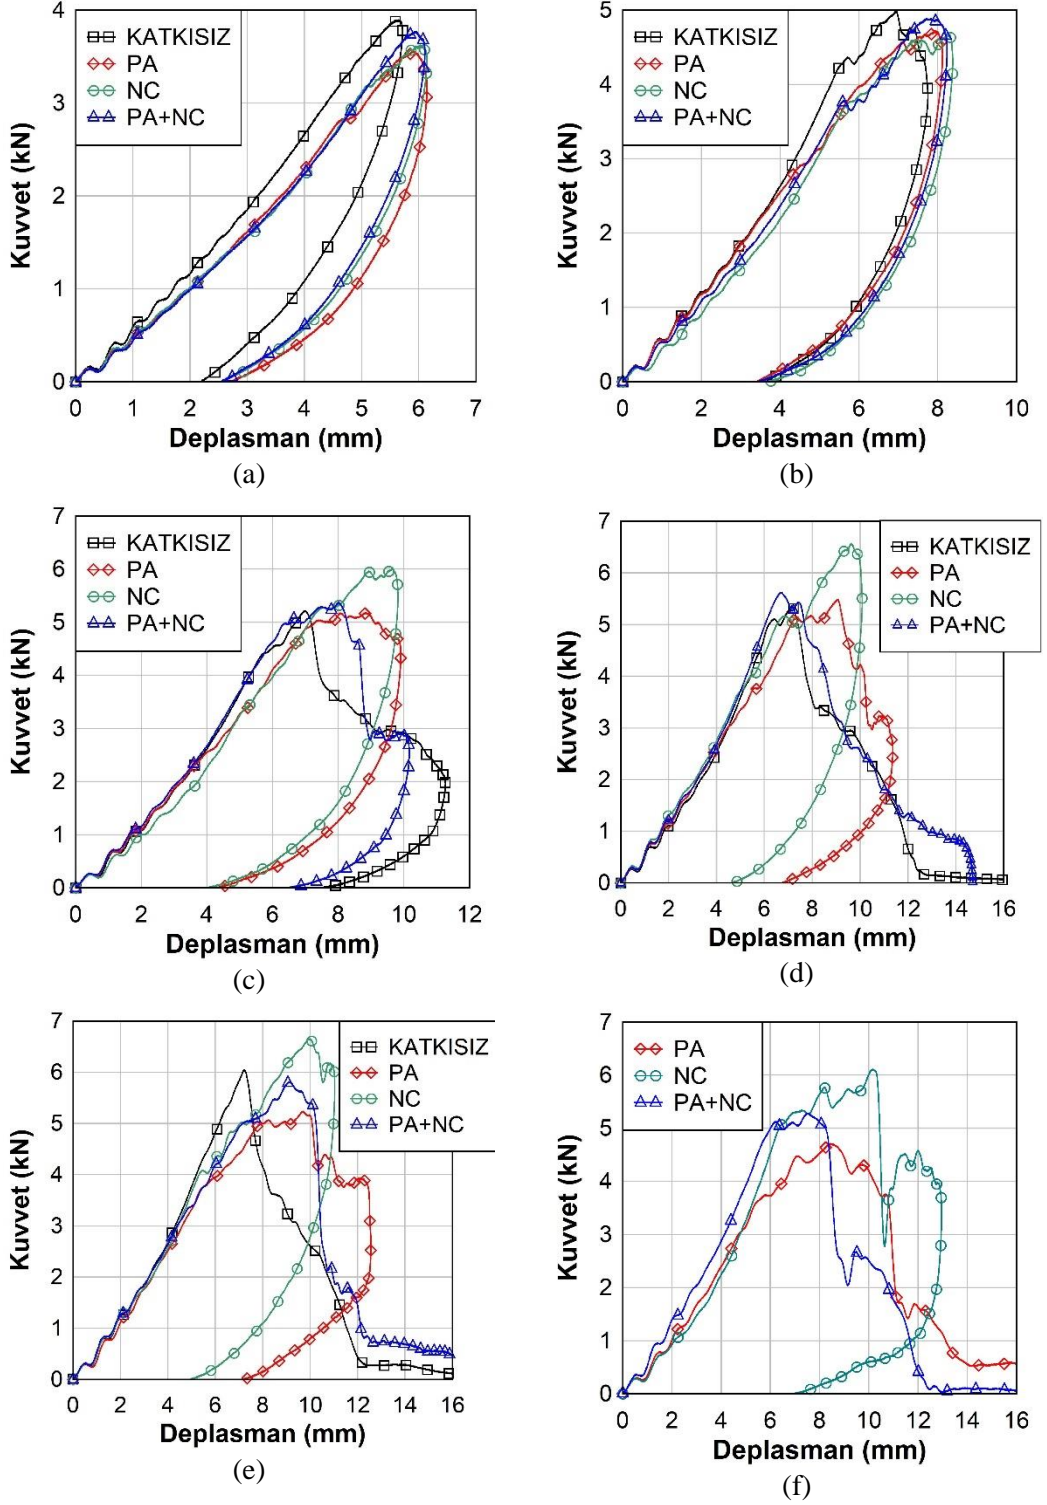 4
3
2
1
0
KATKISIZ
PA
NC
PA+NC
0 1 2 3 4 5 6 7
Kuvvet (kN)
Deplasman (mm)
(a)
5
4
3
2
1
0
KATKISIZ
PA
NC
PA+NC
0 2 4 6 8 10
Kuvvet (kN)
Deplasman (mm)
(b)
7
6
5
4
3
2
1
0
KATKISIZ
PA
NC
PA+NC
0 2 4 6 8 10 12
Kuvvet (kN)
Deplasman (mm)
(c)
7
6
5
4
3
2
1
0
KATKISIZ
PA
NC
PA+NC
0 2 4 6 8 10 12 14 16
Kuvvet (kN)
Deplasman (mm)
(d)
7
6
5
4
3
2
1
0
KATKISIZ
PA
NC
PA+NC
0 2 4 6 8 10 12 14 16
Kuvvet (kN)
Deplasman (mm)
(e)
7
6
5
4
3
2
1
0
PA
NC
PA+NC
0 2 4 6 8 10 12 14 16
Kuvvet (kN)
Deplasman (mm)
(f)